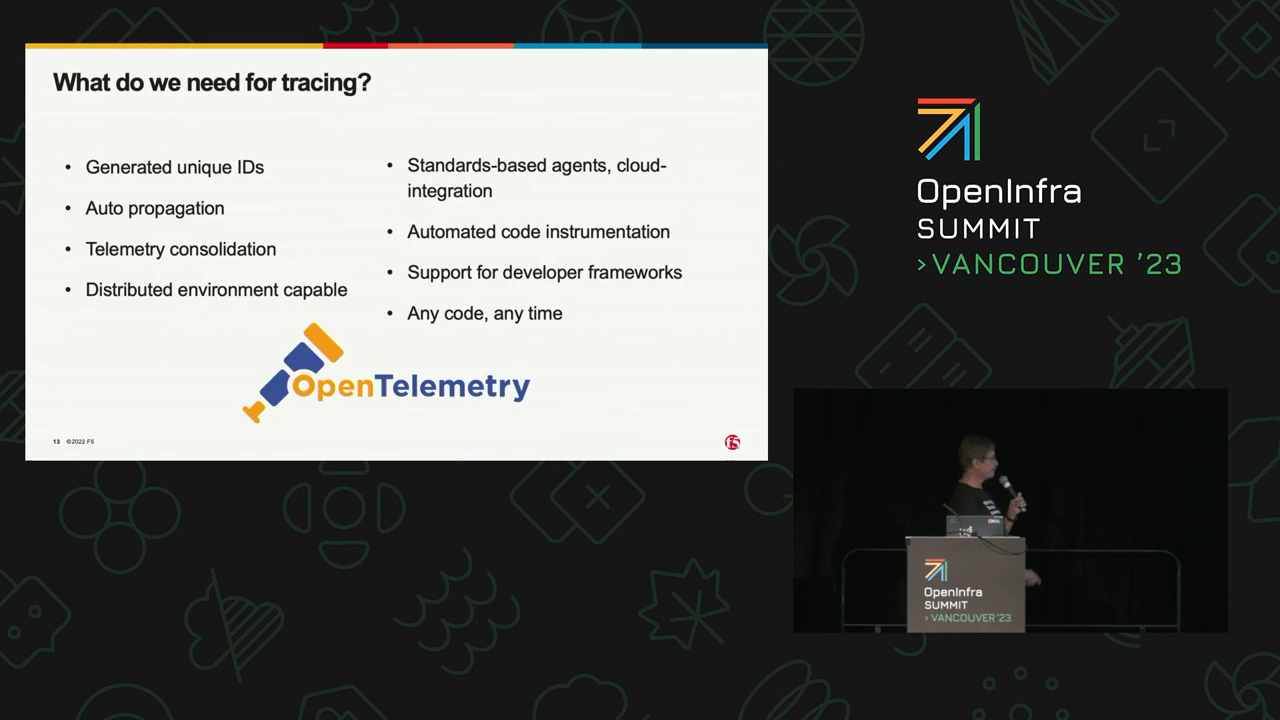 What do we need for tracing?
• Generated unique IDs
• Auto propagation
• Telemetry consolidation
• Distributed environment capable
• Standards-based agents, cloud-
integration
• Automated code instrumentation
• Support for developer frameworks
• Any code, any time
OpenTelemetry
13 ©2022 F5
f5
OpenInfra
SUMMIT
>VANCOUVER '23
OpenInfra
SUMMIT
>VANCOUVER '23